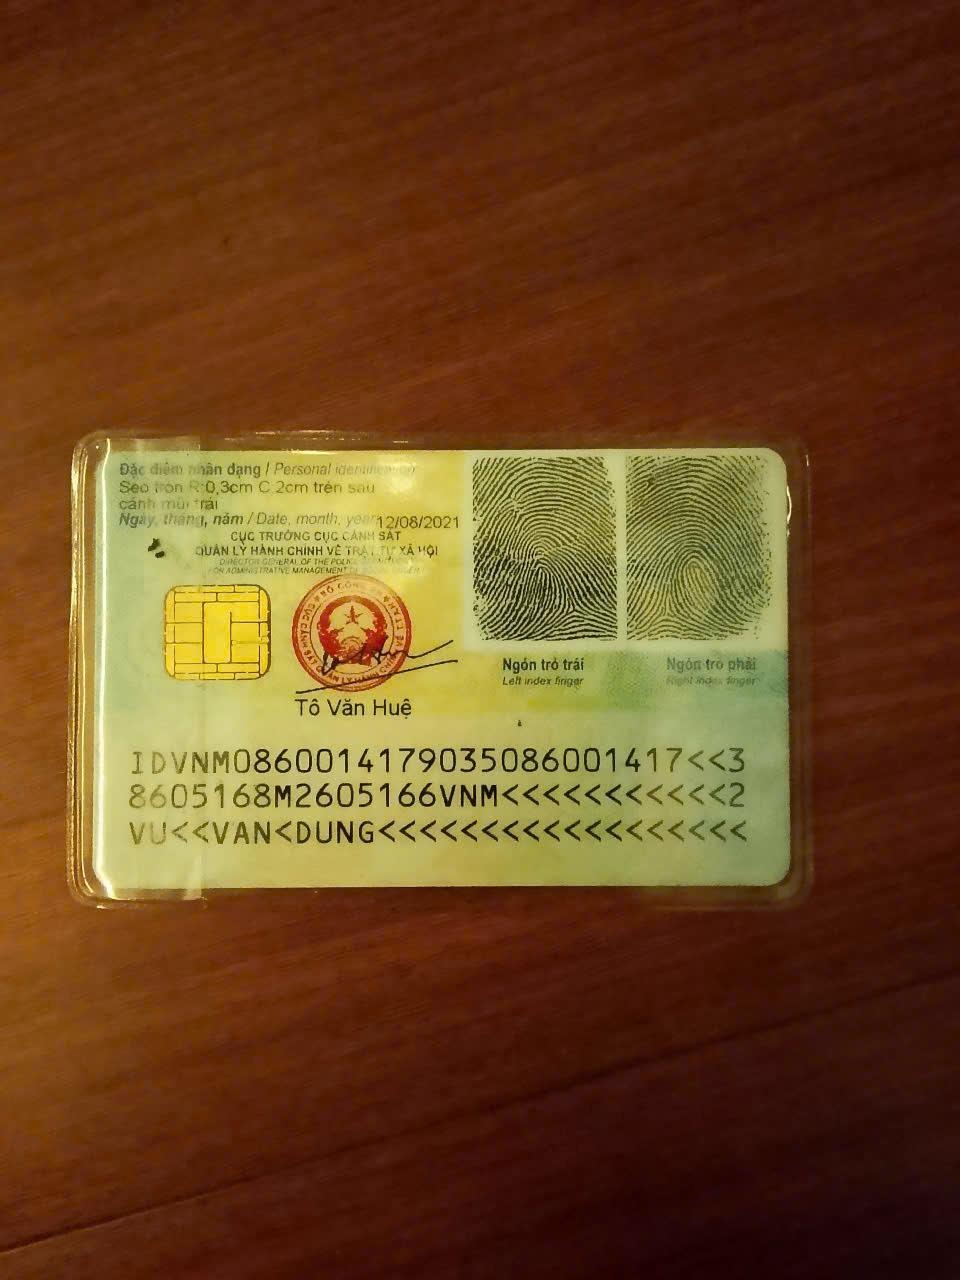 Đặc điểm nhân dạng / Personal identification
Sẹo tròn R:0,3cm C 2cm trên sau
cánh mũi trái
Ngày, tháng, năm / Date, month, year 12/08/2021
CỤC TRƯỞNG CỤC CẢNH SÁT
QUẢN LÝ HÀNH CHÍNH VỀ TRẬT TỰ XÃ HỘI
DIRECTOR GENERAL OF THE POLICE
FOR ADMINISTRATIVE MANAGEMENT OF
Tô Văn Huệ
Ngón trỏ trái
Left index finger
Ngón trỏ phải
Right index finger
IDVNM0860014179035086001417<<3
8605168M2605166VNM<<<<<<<<<<<2
VU<<VAN<DUNG<<<<<<<<<<<<<<<<<<